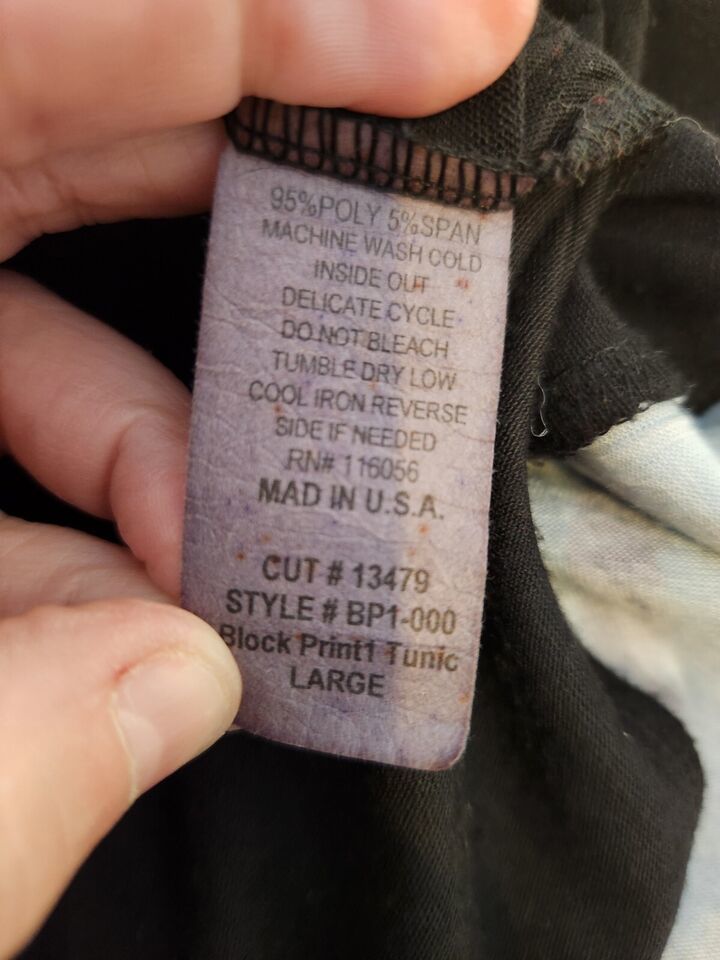 95%POLY 5%SPAN
MACHINE WASH COLD
INSIDE OUT
DELICATE CYCLE
DO NOT BLEACH
TUMBLE DRY LOW
COOL IRON REVERSE
SIDE IF NEEDED
RN# 116056
MAD IN U.S.A.
CUT # 13479
STYLE # BP1-000
Block Print1 Tunic
LARGE